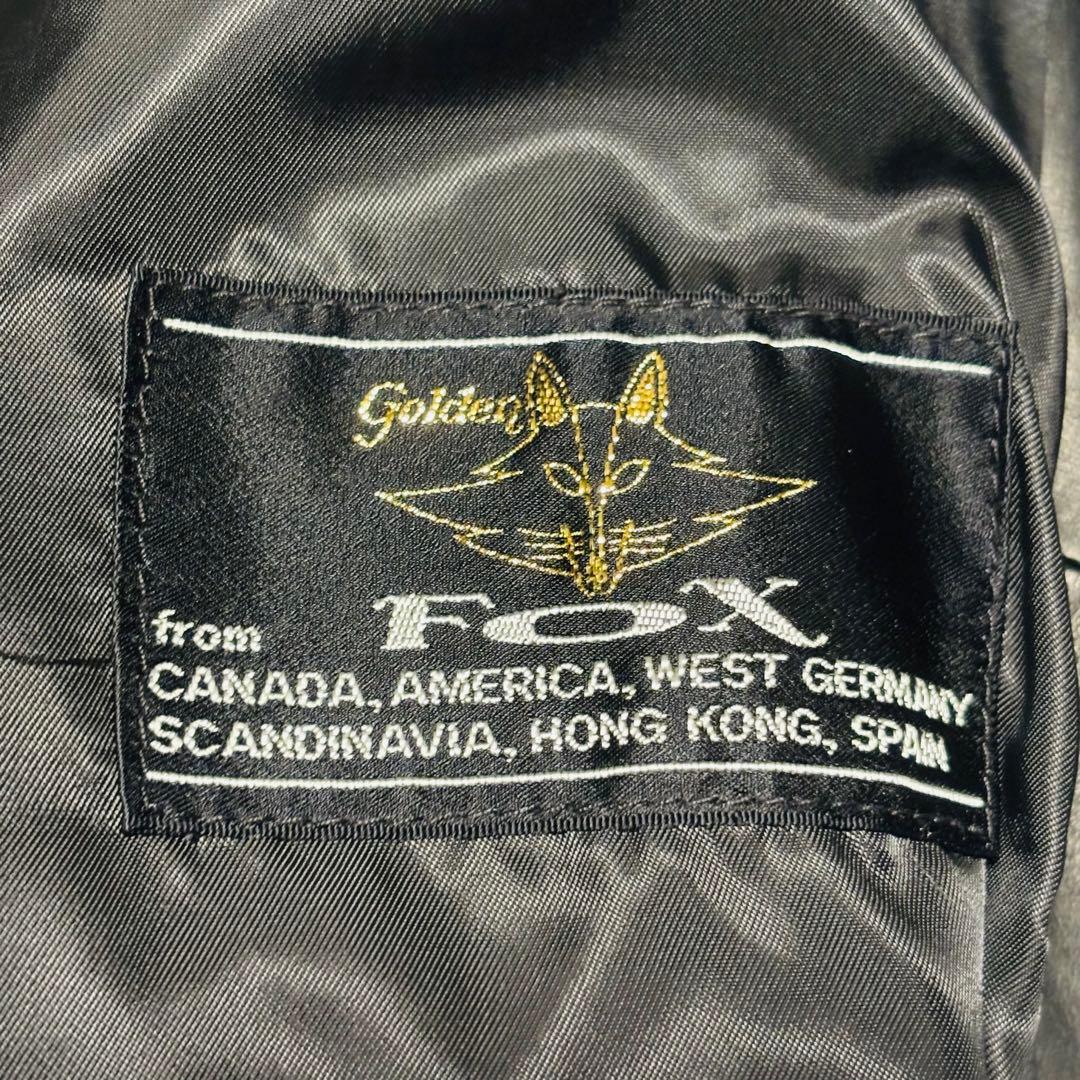 Golden
FOX
from
CANADA, AMERICA, WEST GERMANY
SCANDINAVIA, HONG KONG, SPAIN